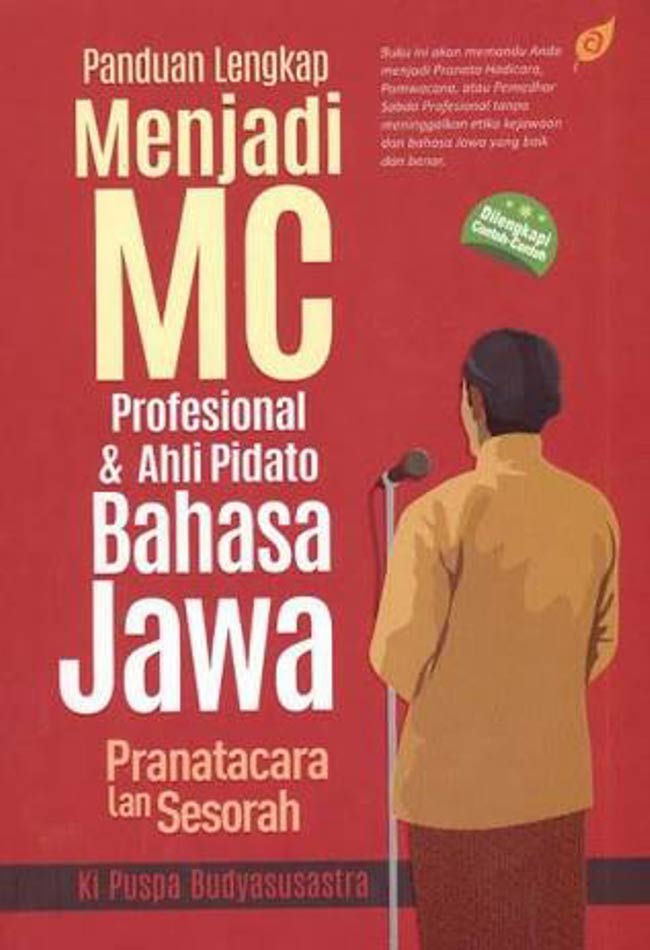 Panduan Lengkap
Menjadi
MC
Profesional
& Ahli Pidato
Bahasa
Jawa
Pranatacara
lan Sesorah
Ki Puspa Budyasusastra
Buku ini akan memandu Anda
menjadi Pranata Hadicara,
Pamwacana, atau Pamedhar
Sabda Profesional tanpa
meninggalkan etika kejawaan
dan bahasa Jawa yang baik
dan benar.
Dilengkapi
Contoh-Contoh